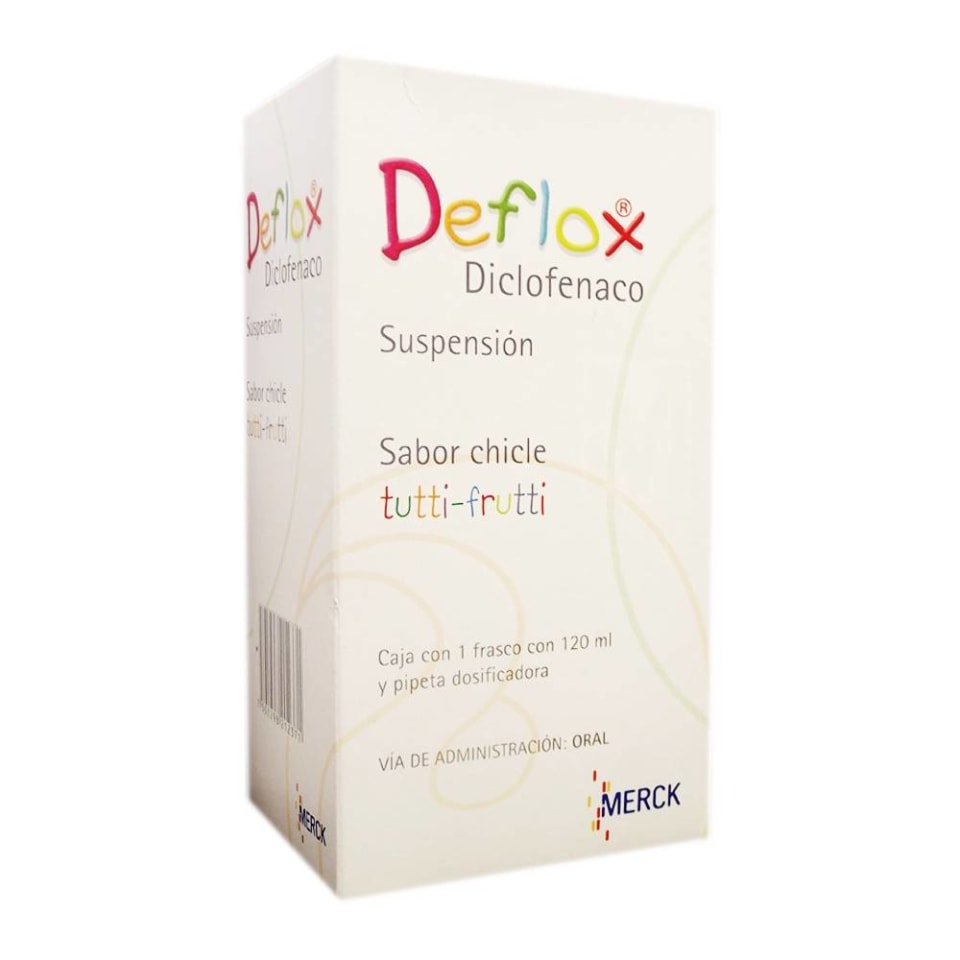 Deflox®
Diclofenaco
Suspensión
Sabor chicle
tutti-frutti
Caja con 1 frasco con 120 ml
y pipeta dosificadora
VÍA DE ADMINISTRACIÓN: ORAL
MERCK
Deflox®
Diclofenaco
Suspensión
Sabor chicle
tutti-frutti
MERCK